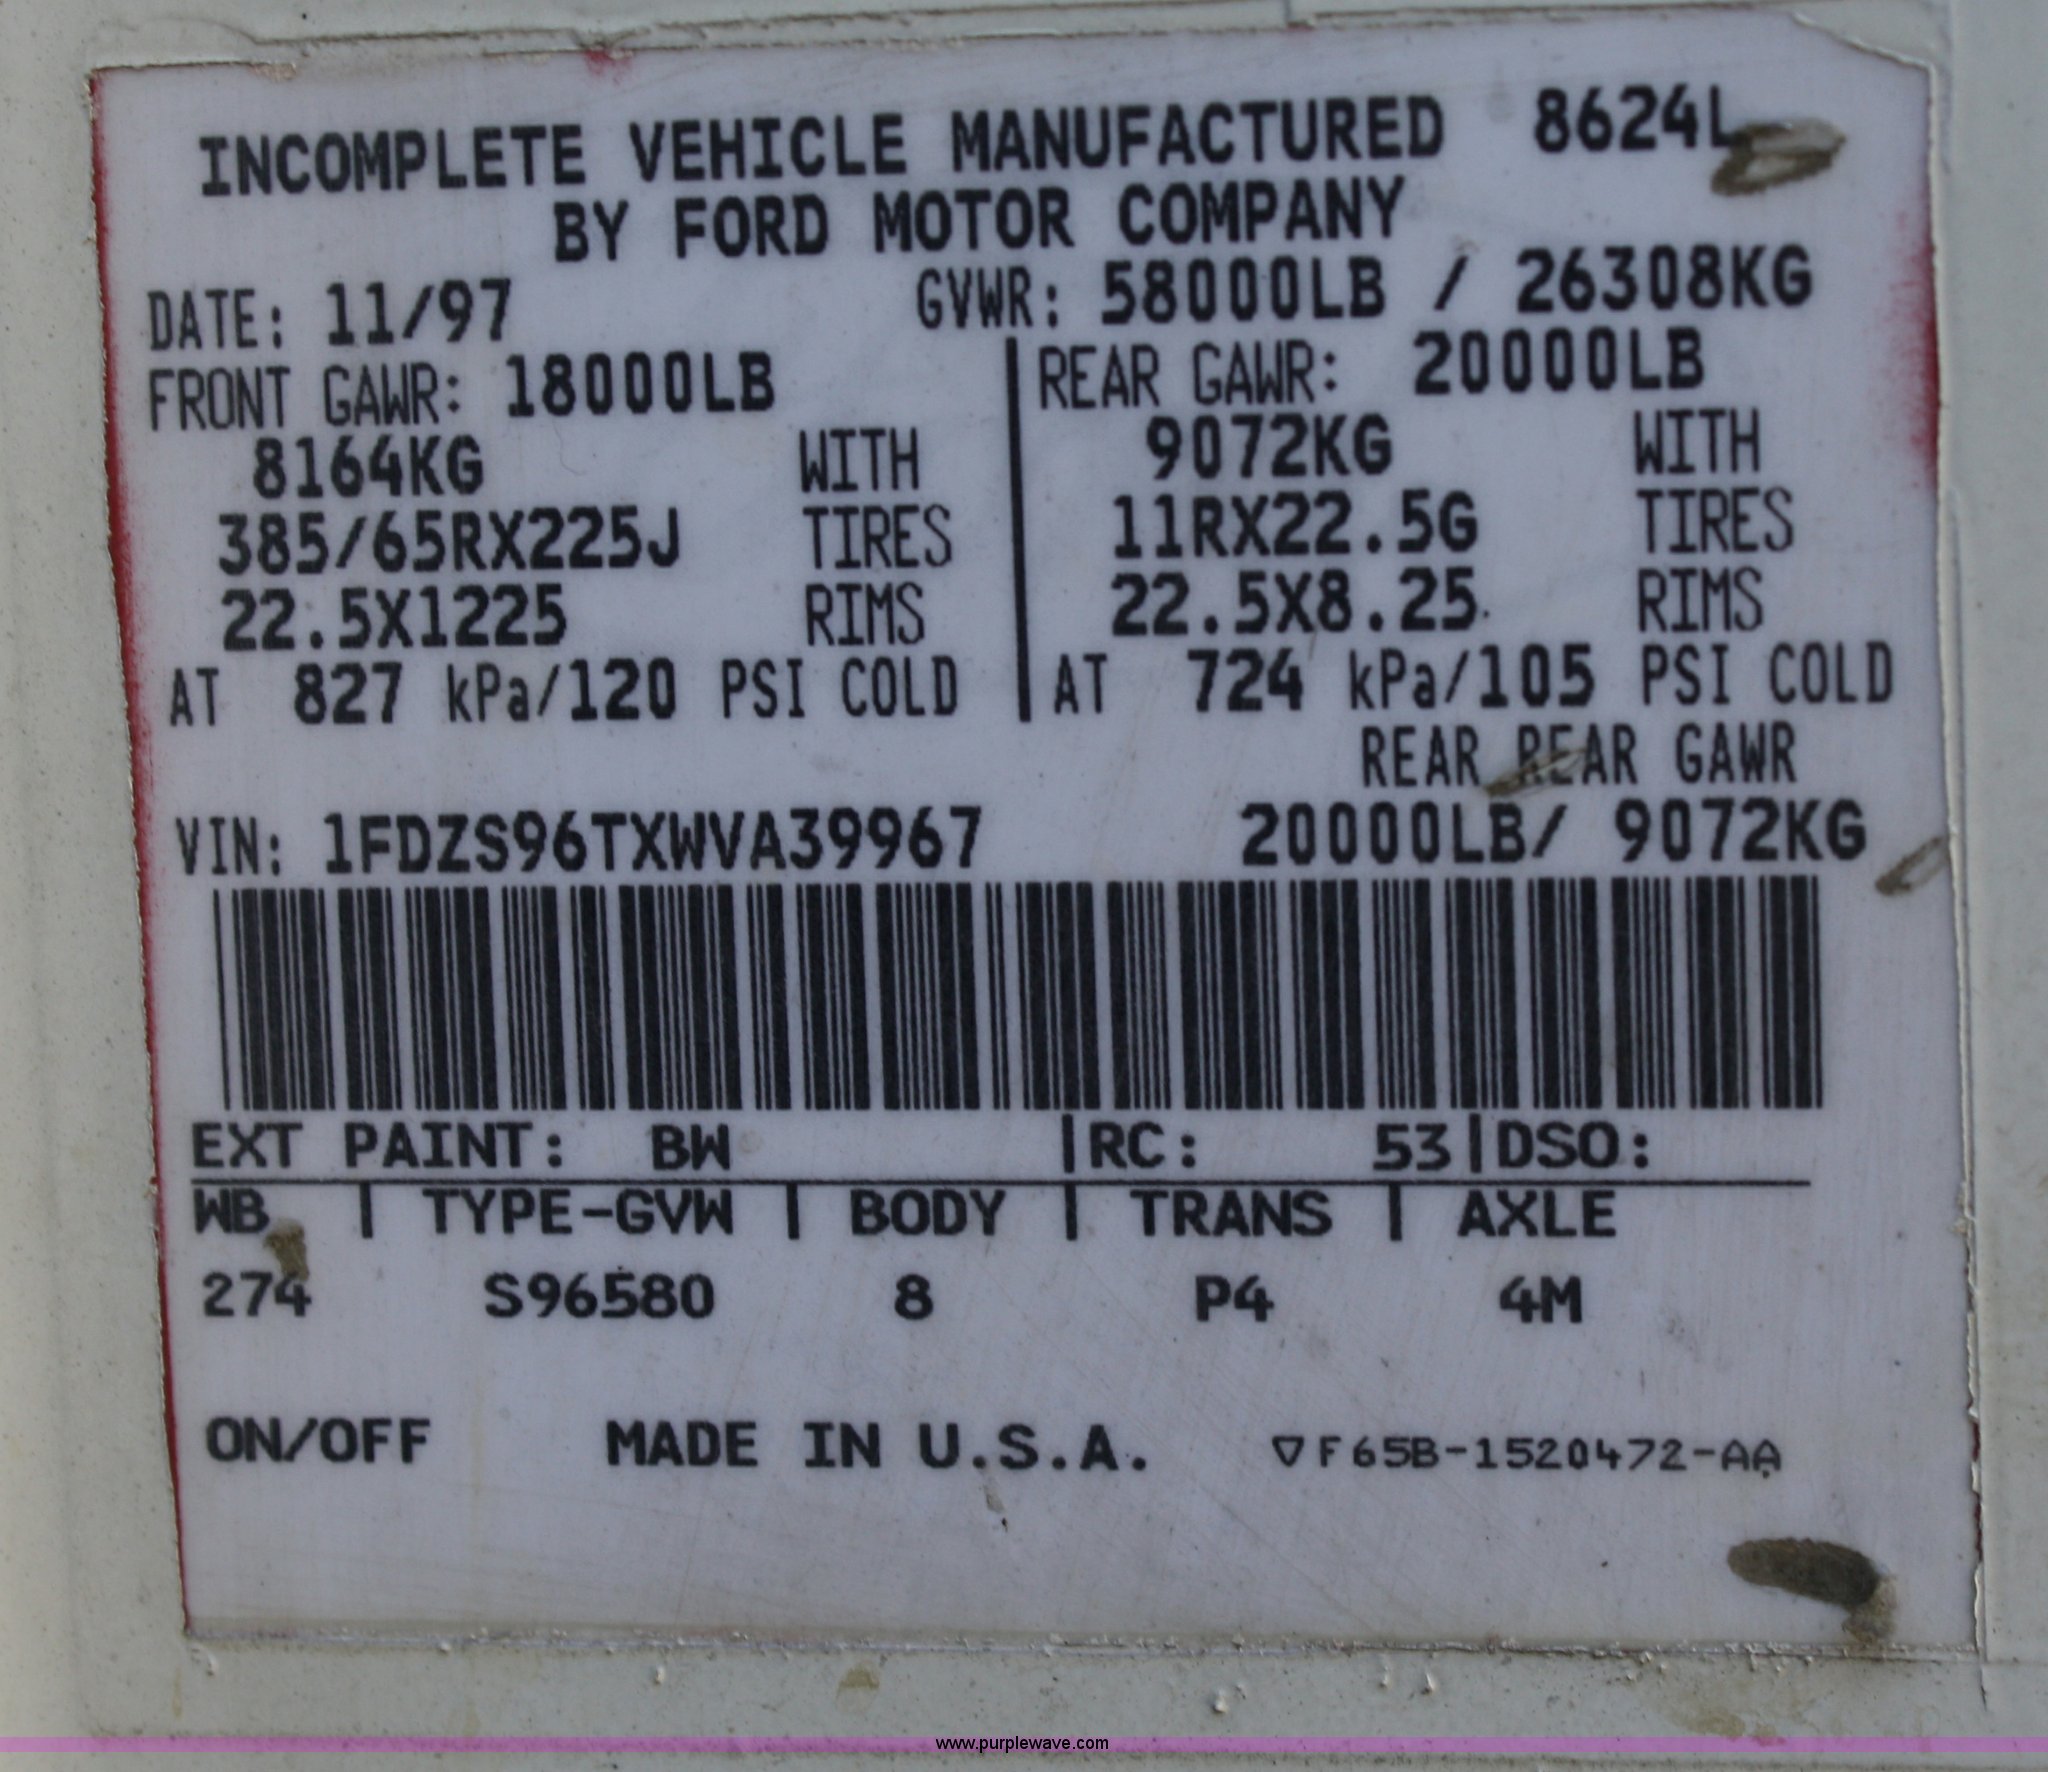 INCOMPLETE VEHICLE MANUFACTURED 8624L
BY FORD MOTOR COMPANY
DATE: 11/97 GVWR: 58000LB / 26308KG
FRONT GAWR: 18000LB REAR GAWR: 20000LB
8164KG WITH 9072KG WITH
385/65RX225J TIRES 11RX22.5G TIRES
22.5X1225 RIMS 22.5X8.25 RIMS
AT 827 kPa/120 PSI COLD AT 724 kPa/105 PSI COLD
REAR REAR GAWR
VIN: 1FDZS96TXWVA39967 20000LB/ 9072KG
EXT PAINT: BW |RC: 53|DSO:
WB | TYPE-GVW | BODY | TRANS | AXLE
274 S96580 8 P4 4M
ON/OFF MADE IN U.S.A. ▽F65B-1520472-AA
www.purplewave.com